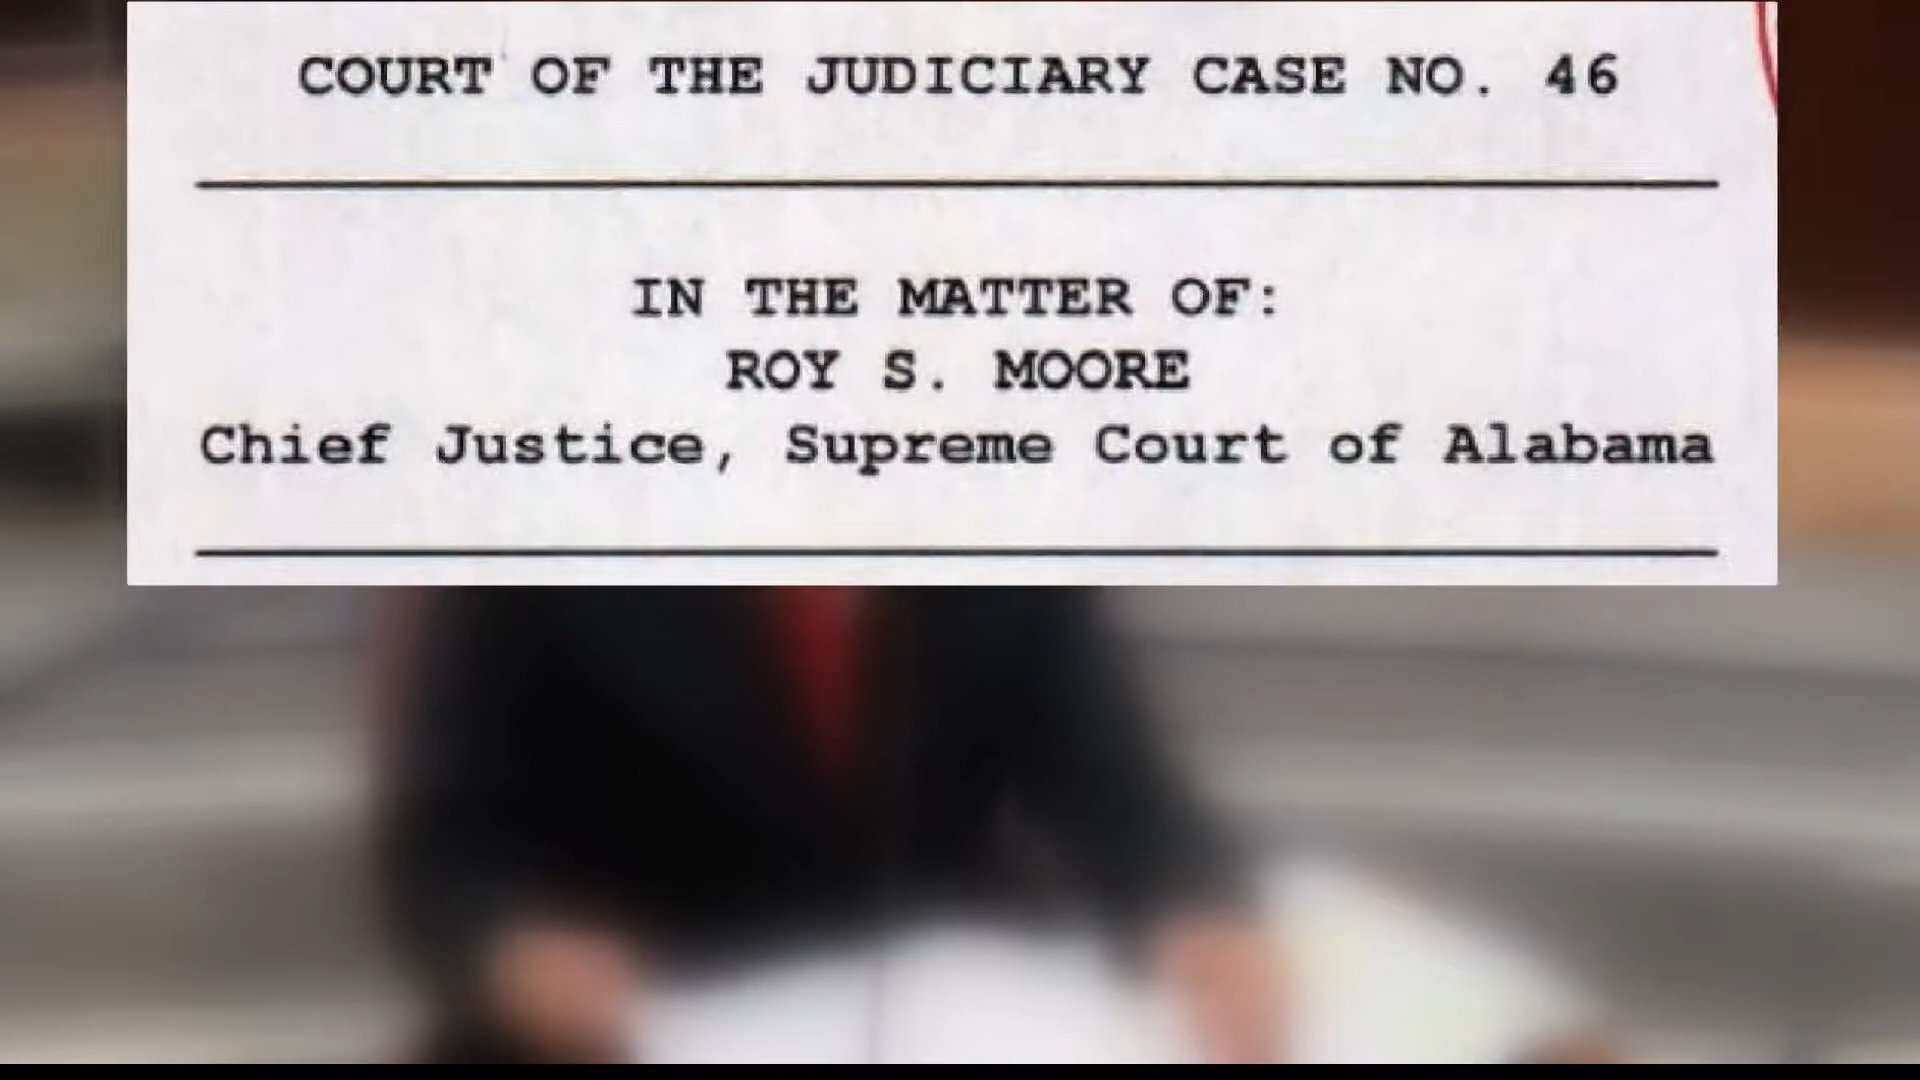 COURT OF THE JUDICIARY CASE NO. 46
IN THE MATTER OF:
ROY S. MOORE
Chief Justice, Supreme Court of Alabama